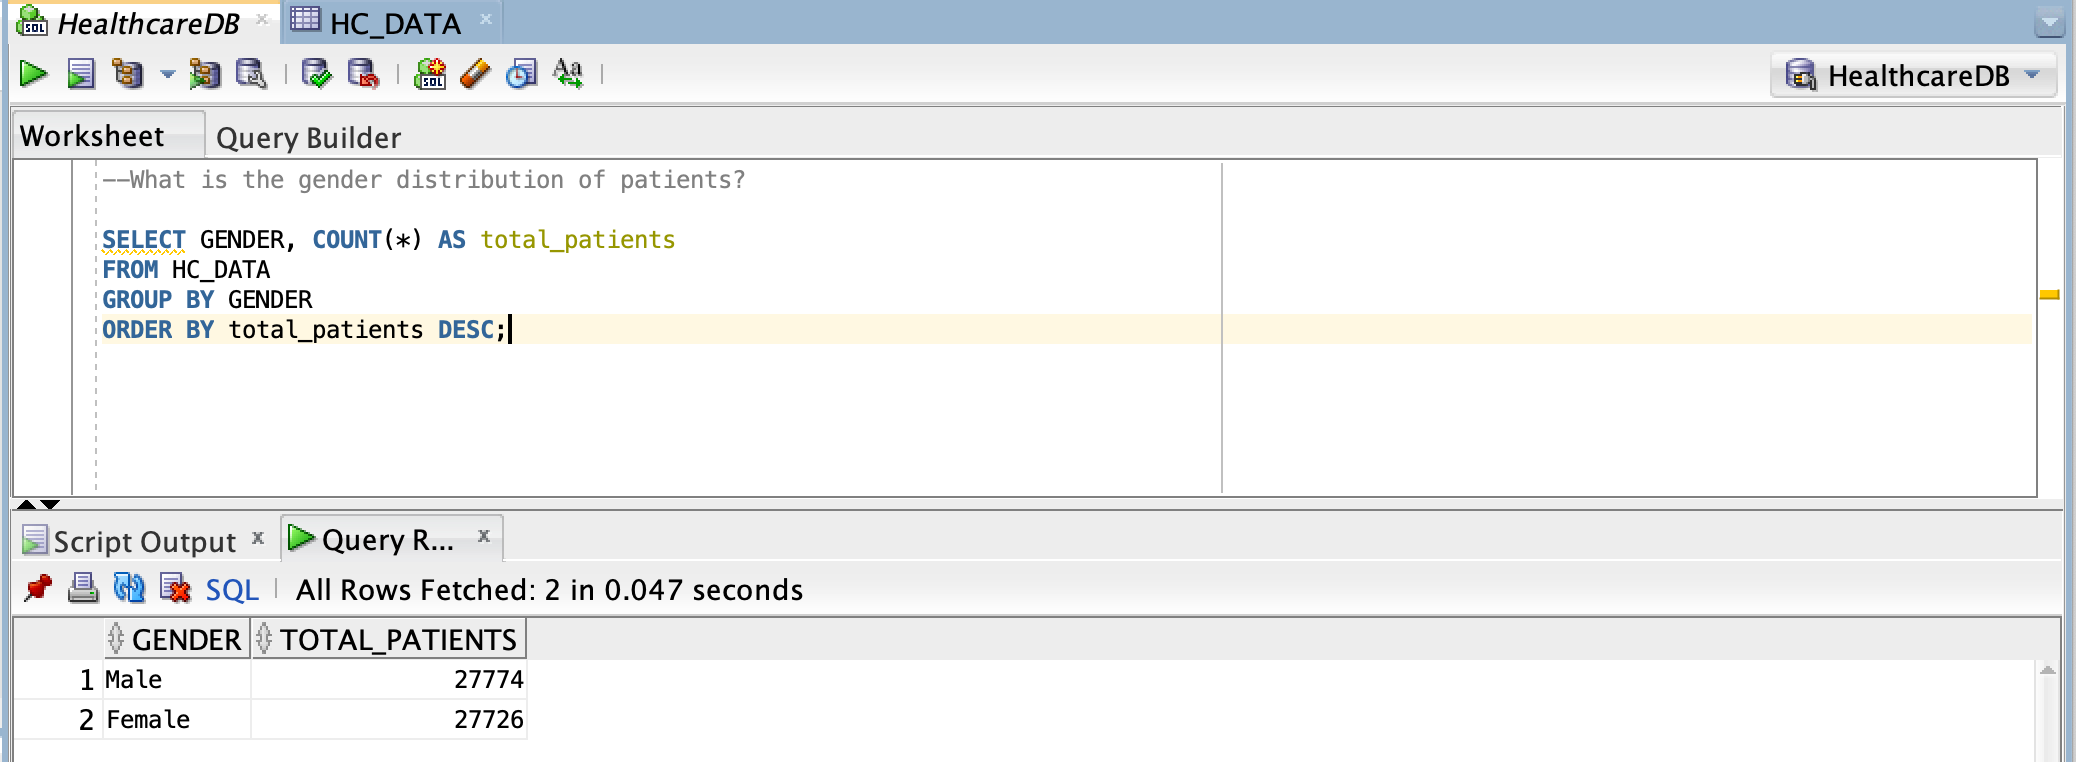 HealthcareDB
HC_DATA
HealthcareDB
Worksheet
Query Builder
--What is the gender distribution of patients?
SELECT GENDER, COUNT(*) AS total_patients
FROM HC_DATA
GROUP BY GENDER
ORDER BY total_patients DESC;
Script Output
Query R...
SQL
All Rows Fetched: 2 in 0.047 seconds
GENDER TOTAL_PATIENTS
1 Male 27774
2 Female 27726